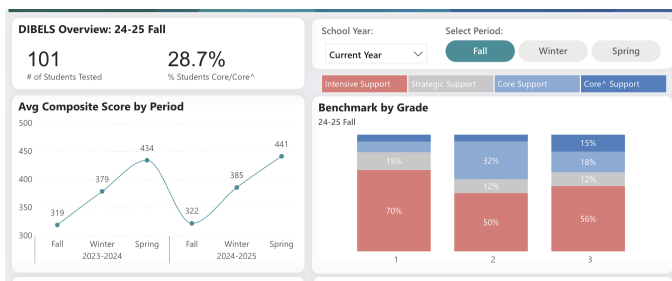 DIBELS Overview: 24-25 Fall
101
# of Students Tested
28.7%
% Students Core/Core^
School Year:
Current Year
Select Period:
Fall Winter Spring
Intensive Support Strategic Support Core Support Core^ Support
Avg Composite Score by Period
500
450
400
350
300
319 379 434 322 385 441
Fall Winter Spring Fall Winter Spring
2023-2024 2024-2025
Benchmark by Grade
24-25 Fall
15%
70%
32%
12%
50%
15%
18%
12%
56%
1 2 3